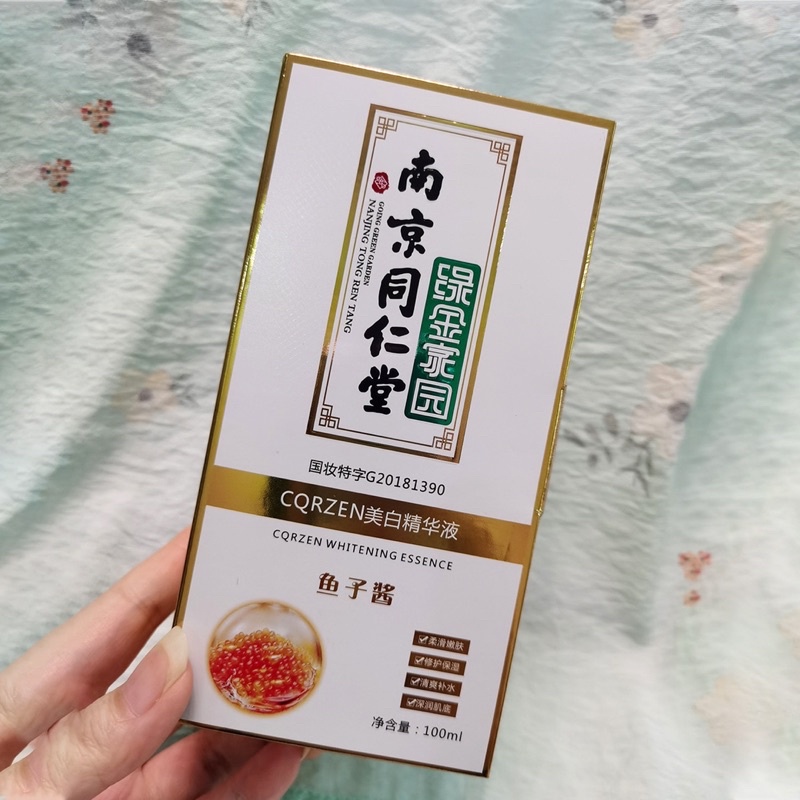 南京同仁堂
绿金家园
GOING GREEN GARDEN
NANJING TONG REN TANG
国妆特字G20181390
CQRZEN美白精华液
CQRZEN WHITENING ESSENCE
鱼子酱
柔滑嫩肤
修护保湿
清爽补水
深润肌底
净含量：100ml